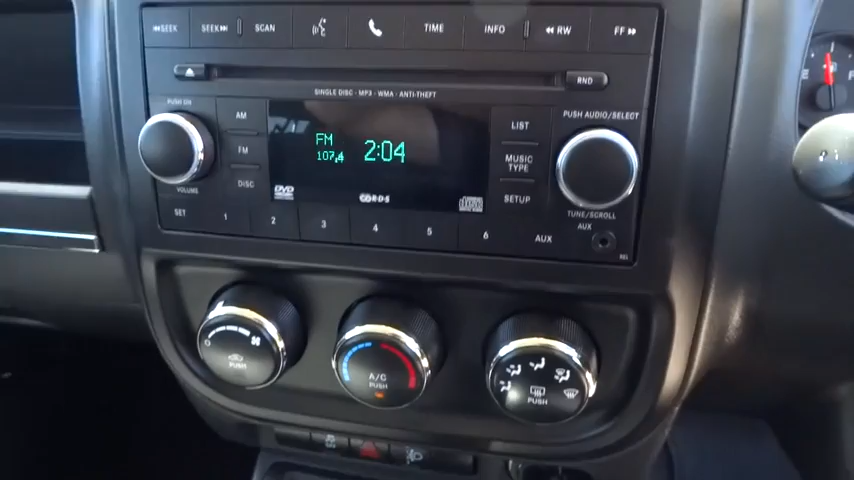 SEEK SEEK SCAN TIME INFO RW FF
RND
SINGLE DISC • MP3 • WMA • ANTI-THEFT
PUSH ON
PUSH AUDIO/SELECT
AM
FM
DISC
FM
107.4 2:04
LIST
MUSIC
TYPE
SETUP
VOLUME
DVD
TUNE/SCROLL
SET 1 2 3 4 5 6 AUX
AUX
PUSH
A/C
PUSH
PUSH
E
F